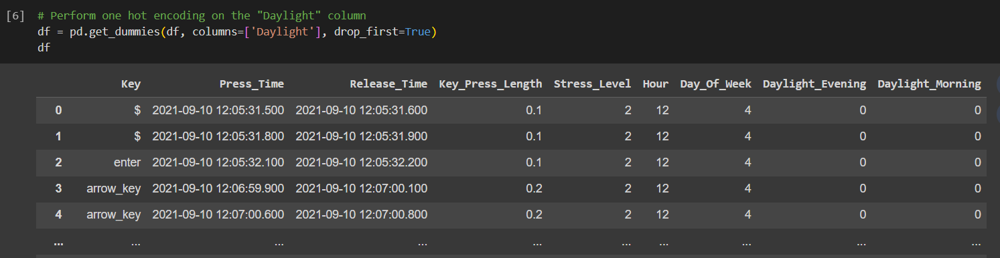 [6] # Perform one hot encoding on the "Daylight" column
df = pd.get_dummies(df, columns=['Daylight'], drop_first=True)
df
Key Press_Time Release_Time Key_Press_Length Stress_Level Hour Day_Of_Week Daylight_Evening Daylight_Morning
0 $ 2021-09-10 12:05:31.500 2021-09-10 12:05:31.600 0.1 2 12 4 0 0
1 $ 2021-09-10 12:05:31.800 2021-09-10 12:05:31.900 0.1 2 12 4 0 0
2 enter 2021-09-10 12:05:32.100 2021-09-10 12:05:32.200 0.1 2 12 4 0 0
3 arrow_key 2021-09-10 12:06:59.900 2021-09-10 12:07:00.100 0.2 2 12 4 0 0
4 arrow_key 2021-09-10 12:07:00.600 2021-09-10 12:07:00.800 0.2 2 12 4 0 0
... ... ... ... ... ... ... ... ... ...